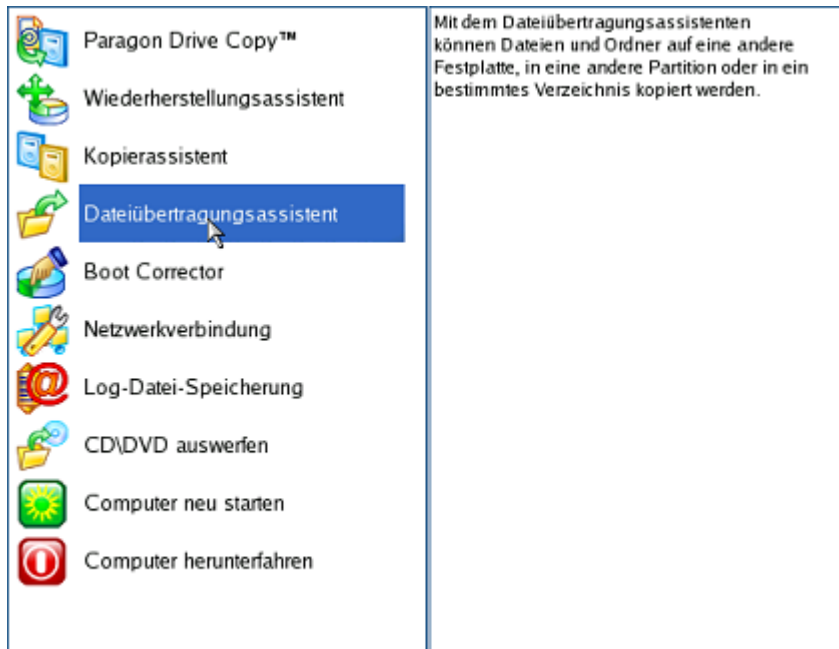 Paragon Drive Copy™
Wiederherstellungsassistent
Kopierassistent
Dateiübertragungsassistent
Boot Corrector
Netzwerkverbindung
Log-Datei-Speicherung
CD\DVD auswerfen
Computer neu starten
Computer herunterfahren
Mit dem Dateiübertragungsassistenten
können Dateien und Ordner auf eine andere
Festplatte, in eine andere Partition oder in ein
bestimmtes Verzeichnis kopiert werden.